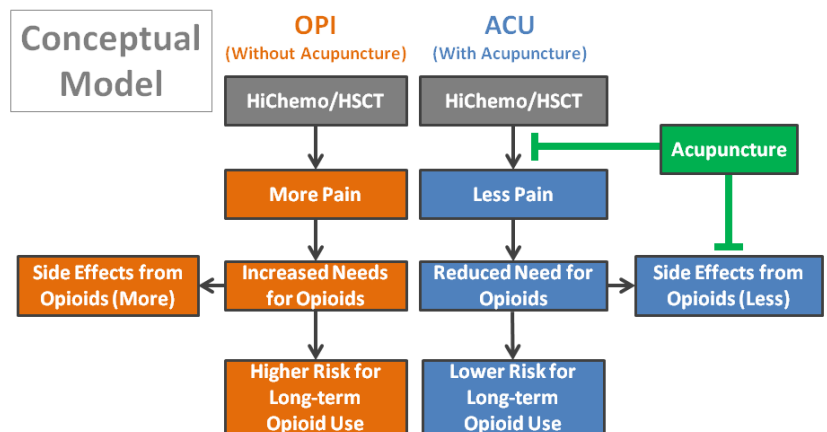 Conceptual
Model
OPI
(Without Acupuncture)
ACU
(With Acupuncture)
HiChemo/HSCT
HiChemo/HSCT
Acupuncture
More Pain
Less Pain
Side Effects from
Opioids (More)
Increased Needs
for Opioids
Reduced Need for
Opioids
Side Effects from
Opioids (Less)
Higher Risk for
Long-term
Opioid Use
Lower Risk for
Long-term
Opioid Use